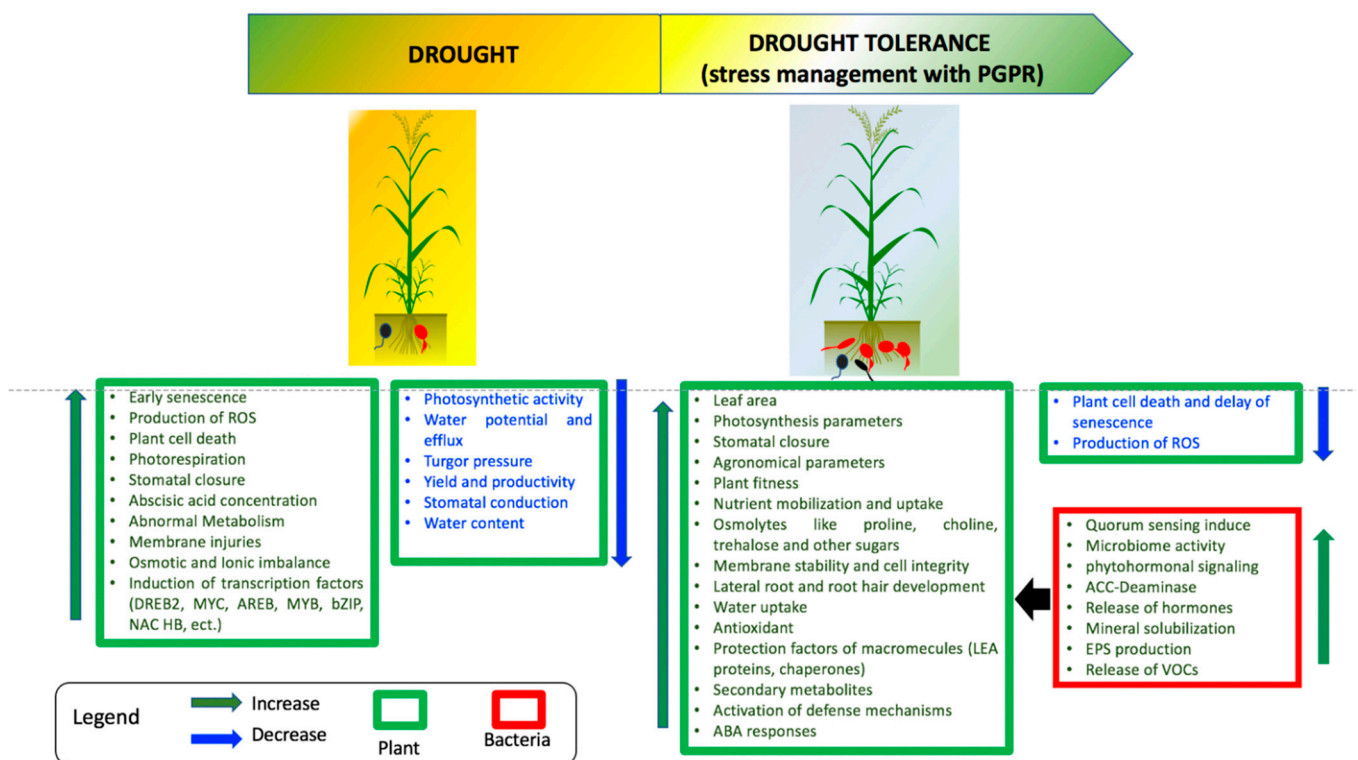 DROUGHT
DROUGHT TOLERANCE
(stress management with PGPR)
• Early senescence
• Production of ROS
• Plant cell death
• Photorespiration
• Stomatal closure
• Abscisic acid concentration
• Abnormal Metabolism
• Membrane injuries
• Osmotic and Ionic imbalance
• Induction of transcription factors
(DREB2, MYC, AREB, MYB, bZIP,
NAC HB, ect.)
• Photosynthetic activity
• Water potential and
efflux
• Turgor pressure
• Yield and productivity
• Stomatal conduction
• Water content
• Leaf area
• Photosynthesis parameters
• Stomatal closure
• Agronomical parameters
• Plant fitness
• Nutrient mobilization and uptake
• Osmolytes like proline, choline,
trehalose and other sugars
• Membrane stability and cell integrity
• Lateral root and root hair development
• Water uptake
• Antioxidant
• Protection factors of macromecules (LEA
proteins, chaperones)
• Secondary metabolites
• Activation of defense mechanisms
• ABA responses
• Plant cell death and delay of
senescence
• Production of ROS
• Quorum sensing induce
• Microbiome activity
• phytohormonal signaling
• ACC-Deaminase
• Release of hormones
• Mineral solubilization
• EPS production
• Release of VOCs
Legend
Increase
Decrease
Plant
Bacteria